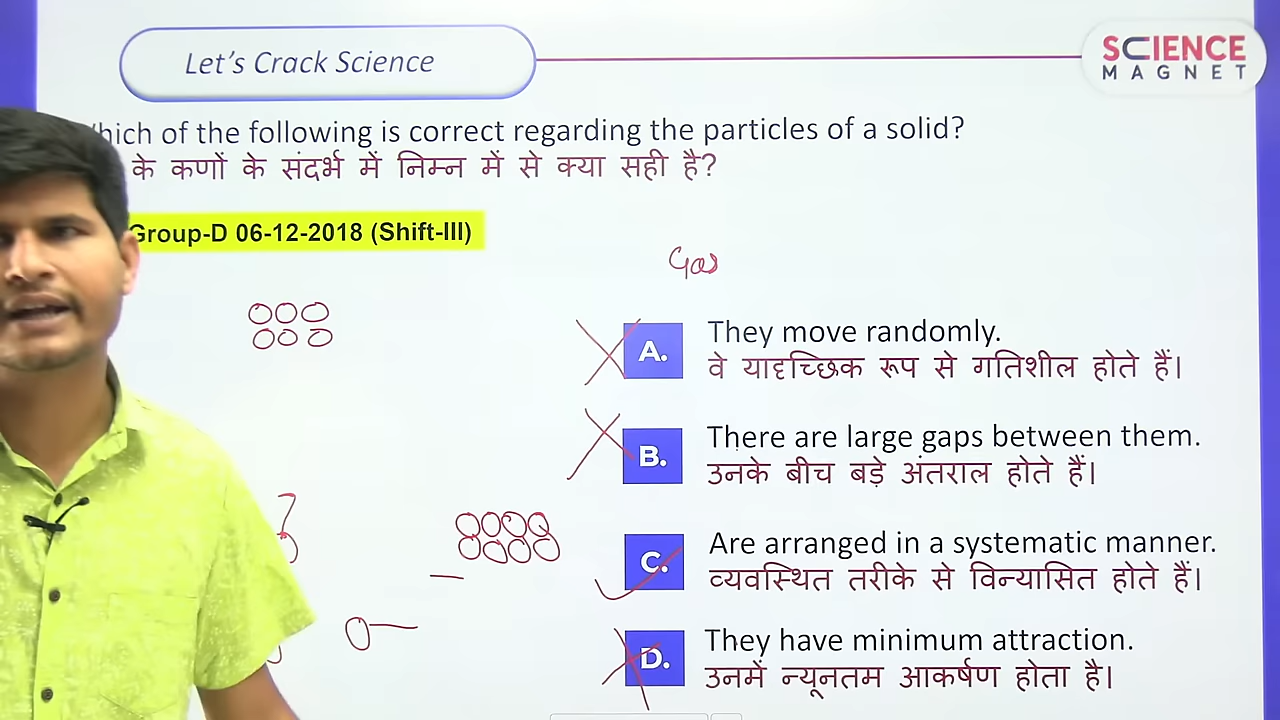 Let's Crack Science
SCIENCE
MAGNET
hich of the following is correct regarding the particles of a solid?
के कणों के संदर्भ में निम्न में से क्या सही है?
Group-D 06-12-2018 (Shift-III)
Gas
A. They move randomly.
वे यादृच्छिक रूप से गतिशील होते हैं।
B. There are large gaps between them.
उनके बीच बड़े अंतराल होते हैं।
C. Are arranged in a systematic manner.
व्यवस्थित तरीके से विन्यासित होते हैं।
D. They have minimum attraction.
उनमें न्यूनतम आकर्षण होता है।